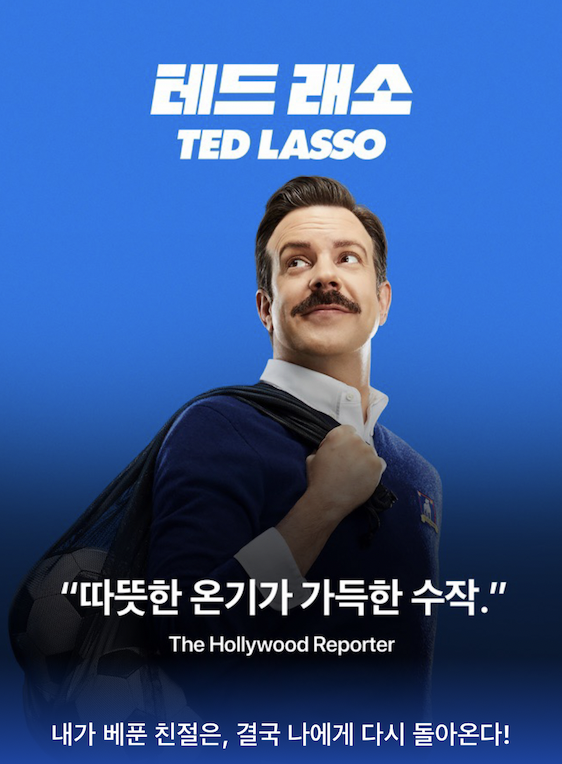 테드 래소
TED LASSO
“따뜻한 온기가 가득한 수작.”
The Hollywood Reporter
내가 베푼 친절은, 결국 나에게 다시 돌아온다!